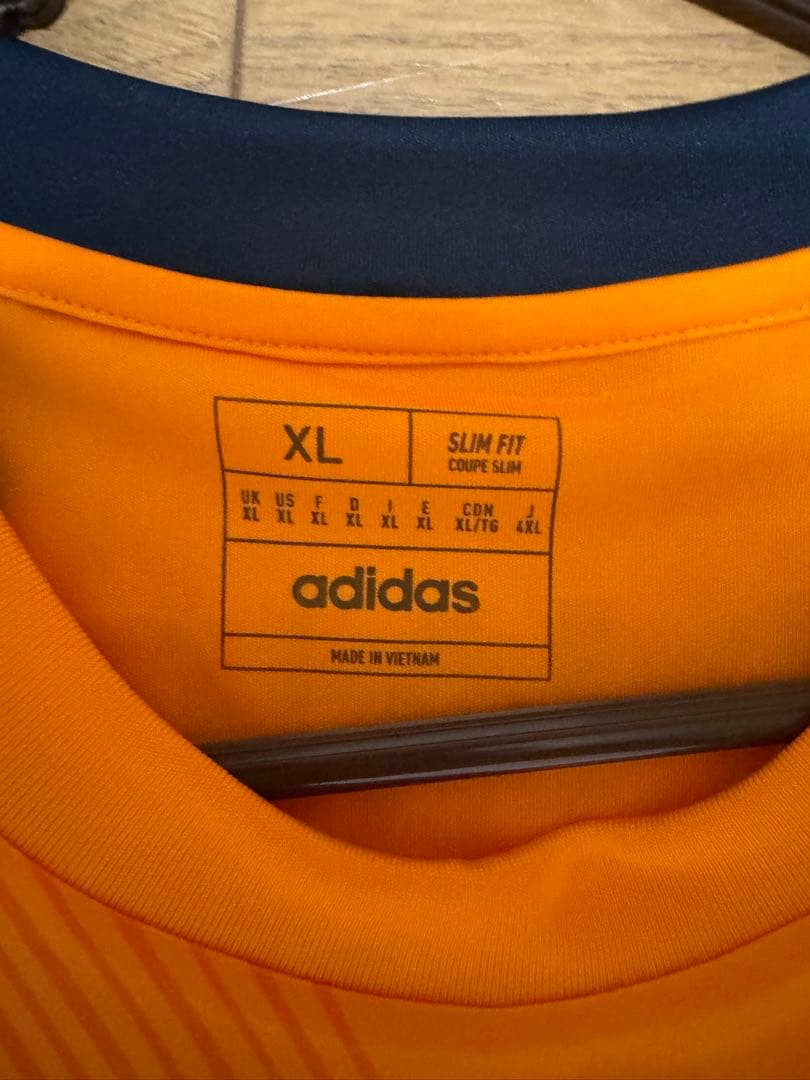 XL
SLIM FIT
COUPE SLIM
UK US F D I E CDN J
XL XL XL XL XL XL XL/TG 4XL
adidas
MADE IN VIETNAM